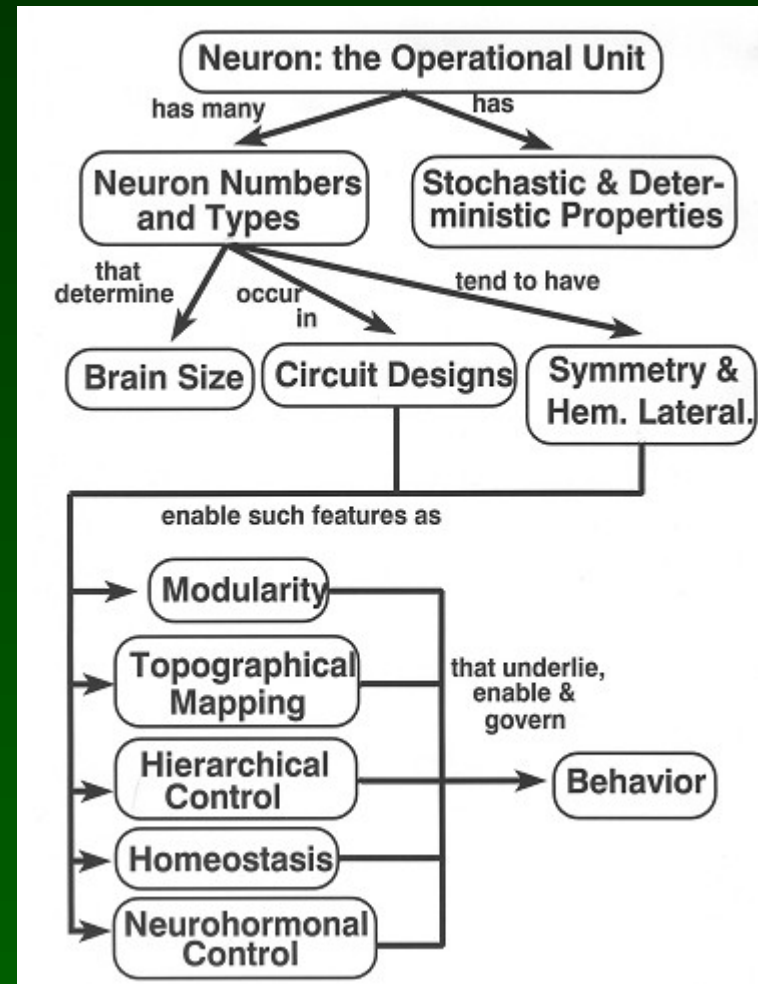 Neuron: the Operational Unit
has many
has
Neuron Numbers
and Types
Stochastic & Deter-
ministic Properties
that
determine
occur
in
tend to have
Brain Size
Circuit Designs
Symmetry &
Hem. Lateral.
enable such features as
Modularity
Topographical
Mapping
Hierarchical
Control
Homeostasis
Neurohormonal
Control
that underlie,
enable &
govern
Behavior